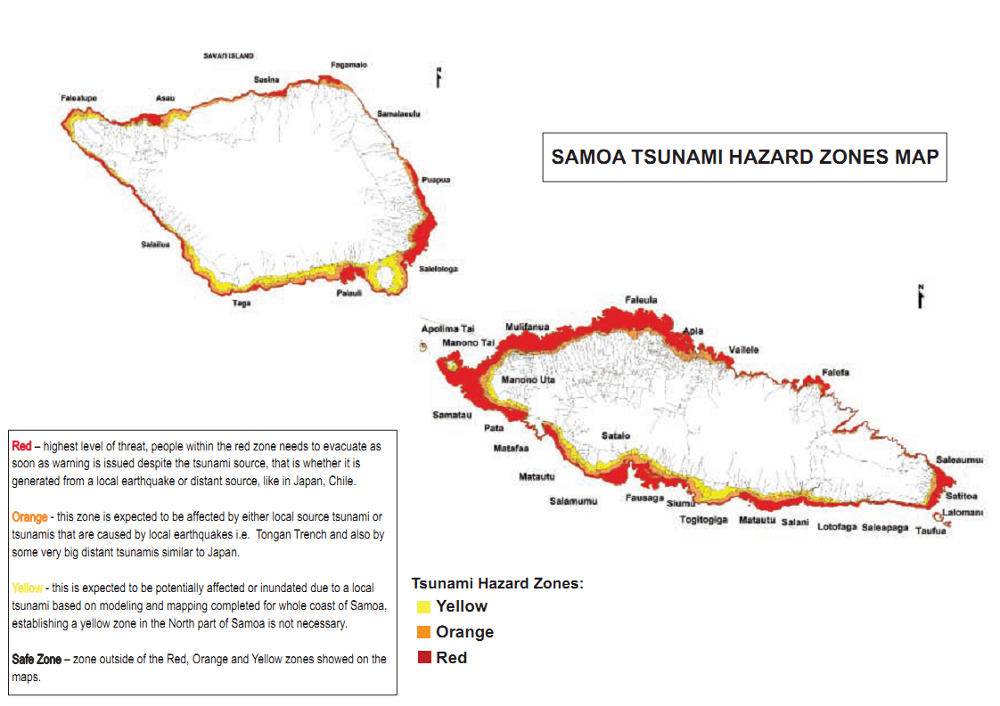 SAVAII ISLAND
Fagamalo
Sasina
N
Falealupo
Asau
Samalaeulu
SAMOA TSUNAMI HAZARD ZONES MAP
Puapua
Salailua
Salelologa
Palauli
Taga
N
Faleula
Apolima Tai
Mulifanua
Apia
Manono Tai
Vailele
Falefa
Manono Uta
Samatau
Pata
Satalo
Matafaa
Saleaumua
Matautu
Satitoa
Salamumu
Fausaga
Siumu
Lalomanu
Togitogiga
Matautu
Salani
Lotofaga
Saleapaga
Taufua
Red – highest level of threat, people within the red zone needs to evacuate as
soon as warning is issued despite the tsunami source, that is whether it is
generated from a local earthquake or distant source, like in Japan, Chile.
Orange - this zone is expected to be affected by either local source tsunami or
tsunamis that are caused by local earthquakes i.e. Tongan Trench and also by
some very big distant tsunamis similar to Japan.
Yellow - this is expected to be potentially affected or inundated due to a local
tsunami based on modeling and mapping completed for whole coast of Samoa,
establishing a yellow zone in the North part of Samoa is not necessary.
Safe Zone – zone outside of the Red, Orange and Yellow zones showed on the
maps.
Tsunami Hazard Zones:
Yellow
Orange
Red